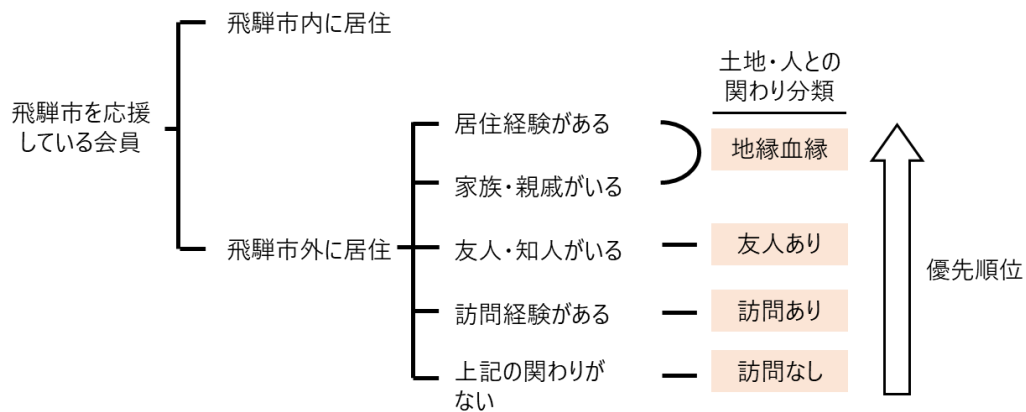 飛騨市を応援
している会員
飛騨市内に居住
飛騨市外に居住
居住経験がある
家族・親戚がいる
友人・知人がいる
訪問経験がある
上記の関わりが
ない
土地・人との
関わり分類
地縁血縁
友人あり
訪問あり
訪問なし
優先順位